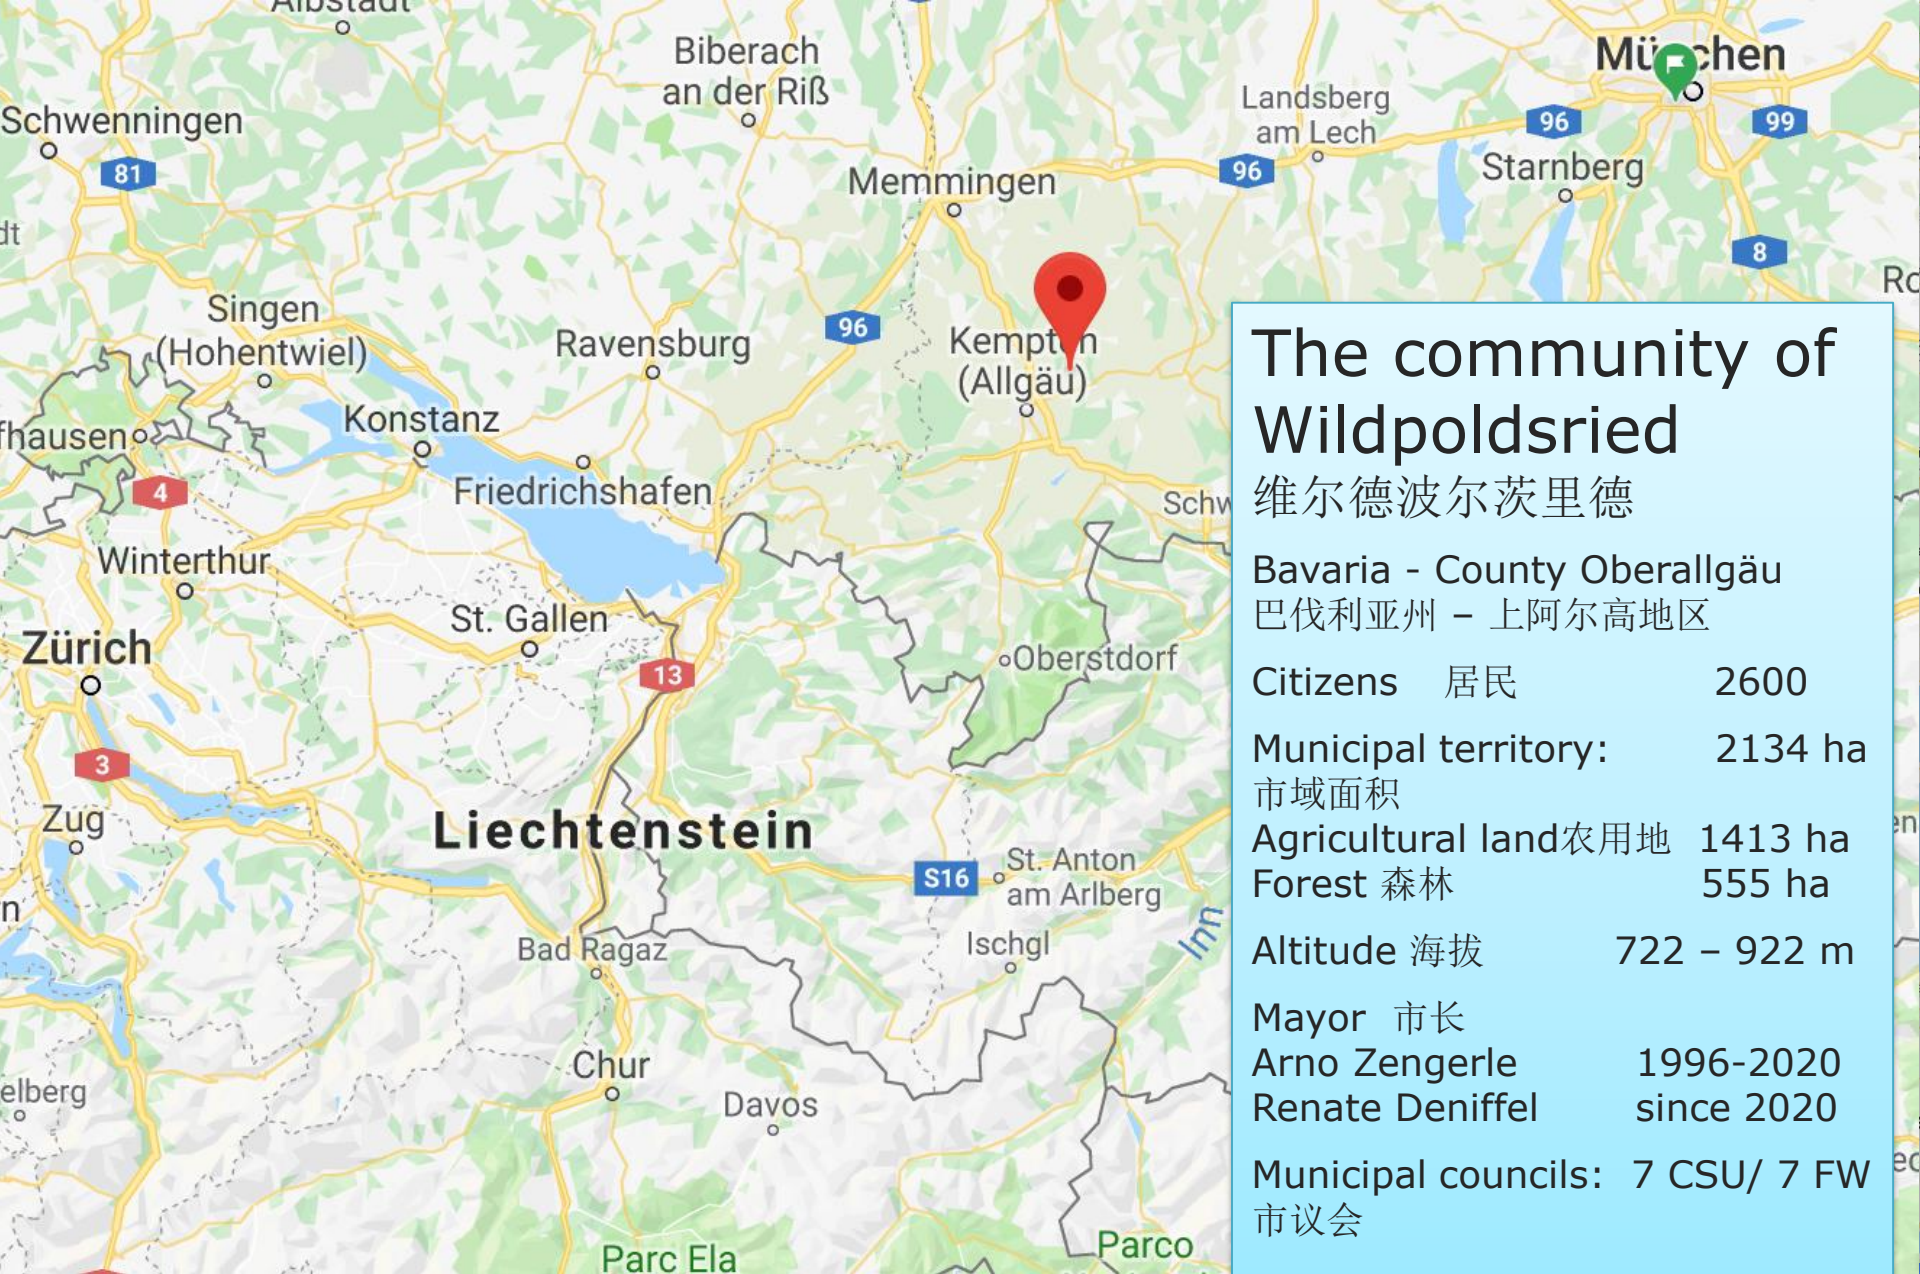 Albstadt
Biberach
an der Riß
München
Schwenningen
Landsberg
am Lech
96
99
81
96
Starnberg
Memmingen
8
Singen
(Hohentwiel)
96
Ravensburg
Kempten
(Allgäu)
Konstanz
4
Friedrichshafen
Winterthur
St. Gallen
Zürich
13
Oberstdorf
3
Zug
Liechtenstein
S16
St. Anton
am Arlberg
Inn
Bad Ragaz
Ischgl
Chur
Davos
Parc Ela
Parco
The community of
Wildpoldsried
维尔德波尔茨里德
Bavaria - County Oberallgäu
巴伐利亚州 – 上阿尔高地区
Citizens 居民 2600
Municipal territory: 2134 ha
市域面积
Agricultural land农用地 1413 ha
Forest 森林 555 ha
Altitude 海拔 722 – 922 m
Mayor 市长
Arno Zengerle 1996-2020
Renate Deniffel since 2020
Municipal councils: 7 CSU/ 7 FW
市议会